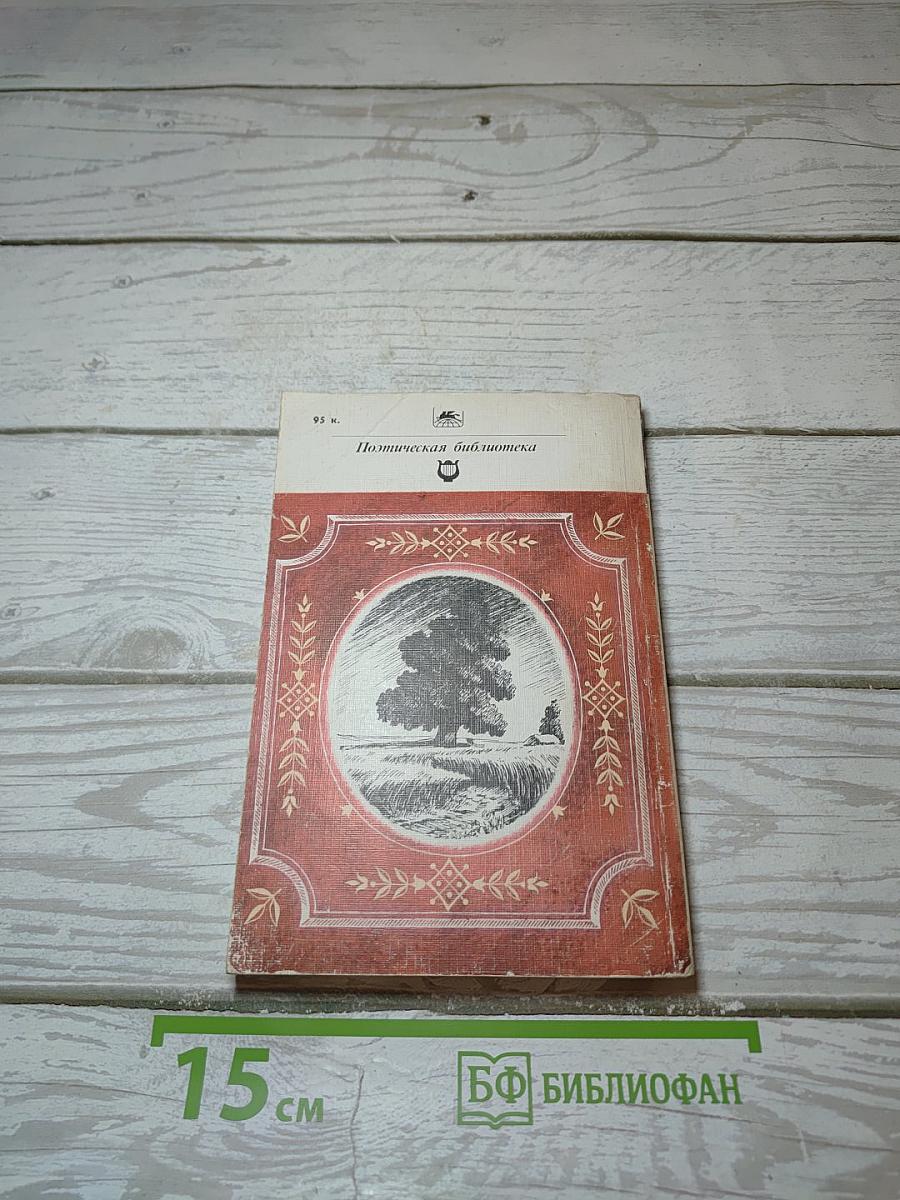 95 к.
Поэтическая библиотека
15 см
БФ БИБЛИОФАН